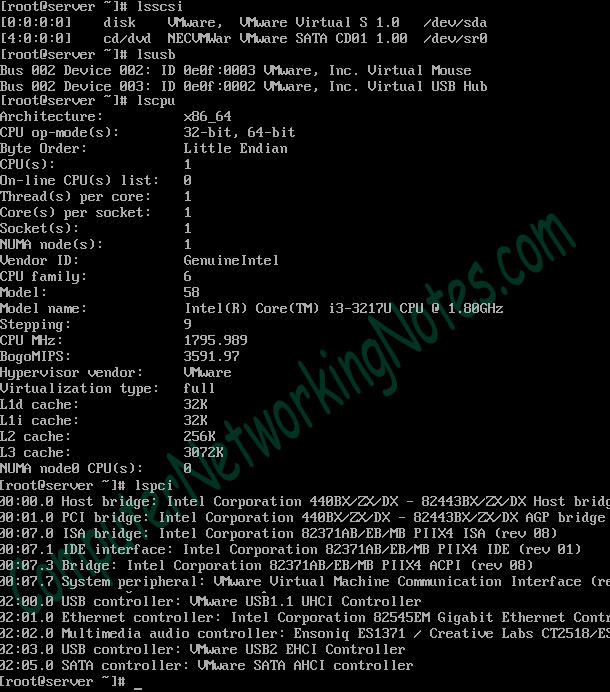 [root@server ~]# lsscsi
[0:0:0:0]    disk    VMware,  VMware Virtual S 1.0   /dev/sda
[4:0:0:0]    cd/dvd  NECVMWar VMware SATA CD01 1.00  /dev/sr0
[root@server ~]# lsusb
Bus 002 Device 002: ID 0e0f:0003 VMware, Inc. Virtual Mouse
Bus 002 Device 003: ID 0e0f:0002 VMware, Inc. Virtual USB Hub
[root@server ~]# lscpu
Architecture:          x86_64
CPU op-mode(s):        32-bit, 64-bit
Byte Order:            Little Endian
CPU(s):                1
On-line CPU(s) list:   0
Thread(s) per core:    1
Core(s) per socket:    1
Socket(s):             1
NUMA node(s):          1
Vendor ID:             GenuineIntel
CPU family:            6
Model:                 58
Model name:            Intel(R) Core(TM) i3-3217U CPU @ 1.80GHz
Stepping:              9
CPU MHz:               1795.989
BogoMIPS:              3591.97
Hypervisor vendor:     VMware
Virtualization type:   full
L1d cache:             32K
L1i cache:             32K
L2 cache:              256K
L3 cache:              3072K
NUMA node0 CPU(s):     0
[root@server ~]# lspci
00:00.0 Host bridge: Intel Corporation 440BX/ZX/DX - 82443BX/ZX/DX Host bridg
00:01.0 PCI bridge: Intel Corporation 440BX/ZX/DX - 82443BX/ZX/DX AGP bridge
00:07.0 ISA bridge: Intel Corporation 82371AB/EB/MB PIIX4 ISA (rev 08)
00:07.1 IDE interface: Intel Corporation 82371AB/EB/MB PIIX4 IDE (rev 01)
00:07.3 Bridge: Intel Corporation 82371AB/EB/MB PIIX4 ACPI (rev 08)
00:07.7 System peripheral: VMware Virtual Machine Communication Interface (re
02:00.0 USB controller: VMware USB1.1 UHCI Controller
02:01.0 Ethernet controller: Intel Corporation 82545EM Gigabit Ethernet Contr
02:02.0 Multimedia audio controller: Ensoniq ES1371 / Creative Labs CT2518/ES
02:03.0 USB controller: VMware USB2 EHCI Controller
02:05.0 SATA controller: VMware SATA AHCI controller
[root@server ~]# _
ComputerNetworkingNotes.com